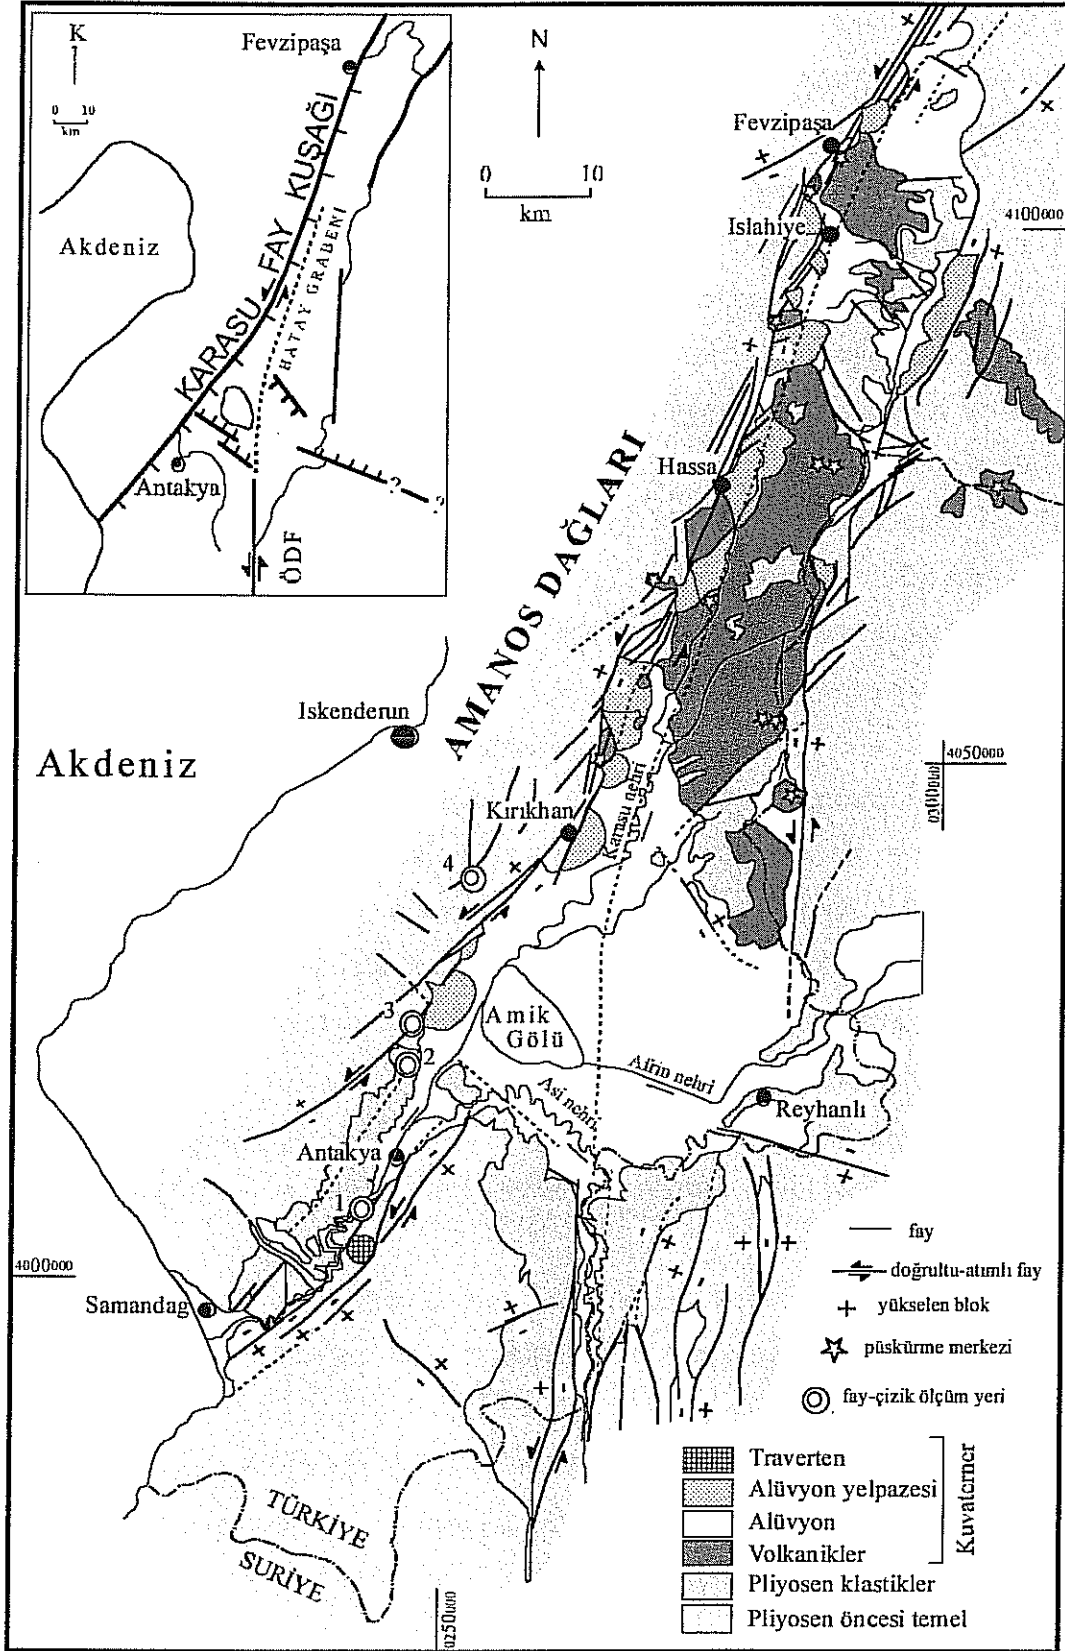 K
0 10
km
Fevzipaşa
Akdeniz
KARASU FAY KUŞAĞI
HATAY GRABENİ
Antakya
?
?
ÖDF
N
0 10
km
Fevzipaşa
Islahiye
4100000
Hassa
AMANOS DAĞLARI
Iskenderun
Akdeniz
Kırıkhan
Karasu nehri
4050000
0300000
4
3
2
1
Amik
Gölü
Afrin nehri
Asi nehri
Reyhanlı
Antakya
4000000
Samandag
TÜRKİYE
SURİYE
0250000
fay
doğrultu-atımlı fay
+ yükselen blok
püskürme merkezi
fay-çizik ölçüm yeri
Traverten
Alüvyon yelpazesi
Alüvyon
Volkanikler
Kuvaterner
Pliyosen klastikler
Pliyosen öncesi temel